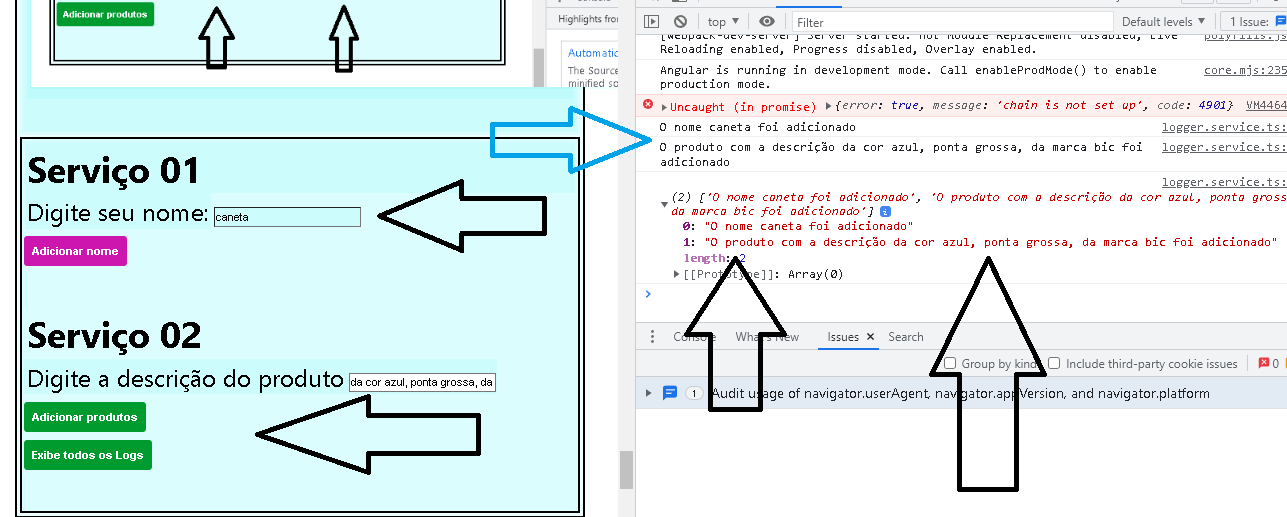 Adicionar produtos
Highlights from
Automatic
The Source
minified so
Serviço 01
Digite seu nome: caneta
Adicionar nome
Serviço 02
Digite a descrição do produto da cor azul, ponta grossa, da
Adicionar produtos
Exibe todos os Logs
top ▼ Filter Default levels ▼ 1 Issue:
[webpack-dev-server] Server started: Hot Module Replacement disabled, Live polyfills.js
Reloading enabled, Progress disabled, Overlay enabled.
Angular is running in development mode. Call enableProdMode() to enable core.mjs:235
production mode.
Uncaught (in promise) ▶{error: true, message: 'chain is not set up', code: 4901} VM4464
O nome caneta foi adicionado logger.service.ts:
O produto com a descrição da cor azul, ponta grossa, da marca bic foi logger.service.ts:
adicionado
logger.service.ts:
(2) ['O nome caneta foi adicionado', 'O produto com a descrição da cor azul, ponta gross
da marca bic foi adicionado']
0: "O nome caneta foi adicionado"
1: "O produto com a descrição da cor azul, ponta grossa, da marca bic foi adicionado"
length: 2
[[Prototype]]: Array(0)
Console What's New Issues × Search
Group by kind Include third-party cookie issues 0
1 Audit usage of navigator.userAgent, navigator.appVersion, and navigator.platform